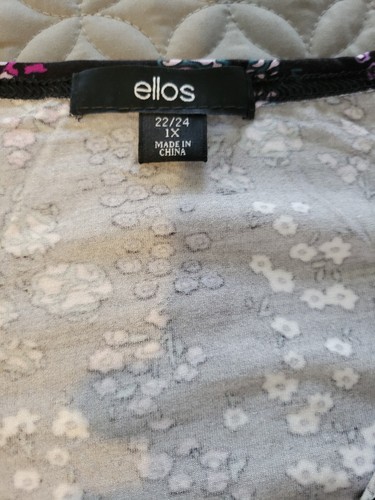 ellos
22/24
1X
MADE IN
CHINA